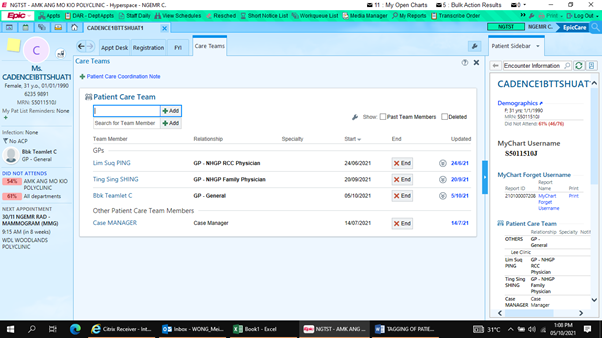 NGTST - AMK ANG MO KIO POLYCLINIC - Hyperspace - NGEMR C.
11 My Open Charts
6 : Bulk Action Results
0
Epic
Appts
DAR - DeptAppts
Staff Daily
View Schedules
Resched
Short Notice List
Workqueue List
Media Manager
My Reports
Transcribe Order
Print
Log Out
CADENCE1BTTSHUAT1
NGTST
NGEMR C.
EpicCare
C
Ms.
CADENCE1BTTSHUAT1
Female, 31 y.o, 01/01/1990
6235 9891
MRN: S5011510J
My Pat List Reminders:
None
Infection: None
No ACP
Bbk Teamlet C
GP - General
DID NOT ATTENDS
54% AMK ANG MO KIO POLYCLINIC
61% All departments
NEXT APPOINTMENT
30/11 NGEMR RAD - MAMMOGRAM (MMG)
9:15 AM (in 8 weeks)
WDL WOODLANDS POLYCLINIC
Appt Desk
Registration
FYI
Care Teams
Care Teams
Patient Care Coordination Note
Patient Care Team
Add
Search for Team Member
Add
Show:
Past Team Members
Deleted
Team Member
Relationship
Specialty
Start
End
Updated
GPs
Lim Suq PING
GP - NHGP RCC Physician
24/06/2021
End
24/6/21
Ting Sing SHING
GP - NHGP Family Physician
20/09/2021
End
20/9/21
Bbk Teamlet C
GP - General
05/10/2021
End
5/10/21
Other Patient Care Team Members
Case MANAGER
Case Manager
14/07/2021
End
14/7/21
Patient Sidebar
Encounter Information
CADENCE1BTTSHUAT
Demographics
F, 31 yrs, 1/1/1990
MRN: S5011510J
Did Not Attend: 61% (46/76)
MyChart Username
S5011510J
MyChart Forget Username
Report ID
Report Name
Print
MyChart Forget Username
Print
Patient Care Team
Relationship
Specialty
OTHERS
GP - General
Lee Clinic
Lim Suq PING
GP - NHGP RCC Physician
Ting Sing SHING
GP - NHGP Family Physician
Case MANAGER
Case Manager
Citrix Receiver - Int...
Inbox - WONG_Mei...
Book1 - Excel
NGTST - AMK ANG ...
TAGGING OF PATIE...
31°C
1:08 PM
05/10/2021